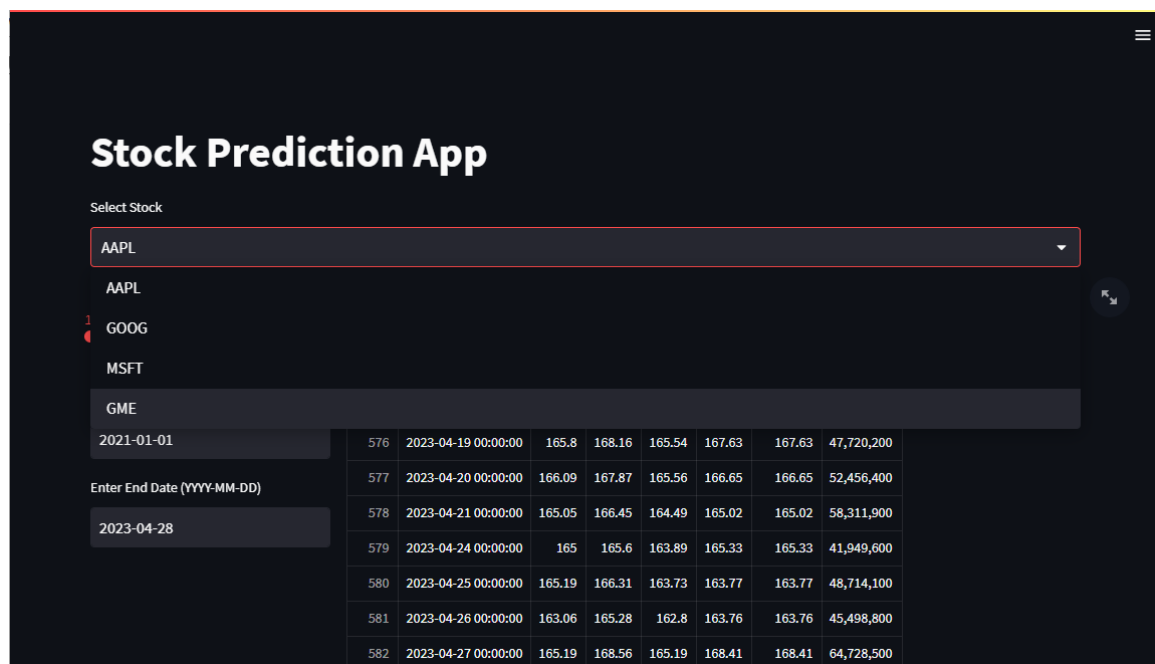 Stock Prediction App
Select Stock
AAPL
AAPL
GOOG
MSFT
GME
1
2021-01-01
Enter End Date (YYYY-MM-DD)
2023-04-28
576 2023-04-19 00:00:00 165.8 168.16 165.54 167.63 167.63 47,720,200
577 2023-04-20 00:00:00 166.09 167.87 165.56 166.65 166.65 52,456,400
578 2023-04-21 00:00:00 165.05 166.45 164.49 165.02 165.02 58,311,900
579 2023-04-24 00:00:00 165 165.6 163.89 165.33 165.33 41,949,600
580 2023-04-25 00:00:00 165.19 166.31 163.73 163.77 163.77 48,714,100
581 2023-04-26 00:00:00 163.06 165.28 162.8 163.76 163.76 45,498,800
582 2023-04-27 00:00:00 165.19 168.56 165.19 168.41 168.41 64,728,500